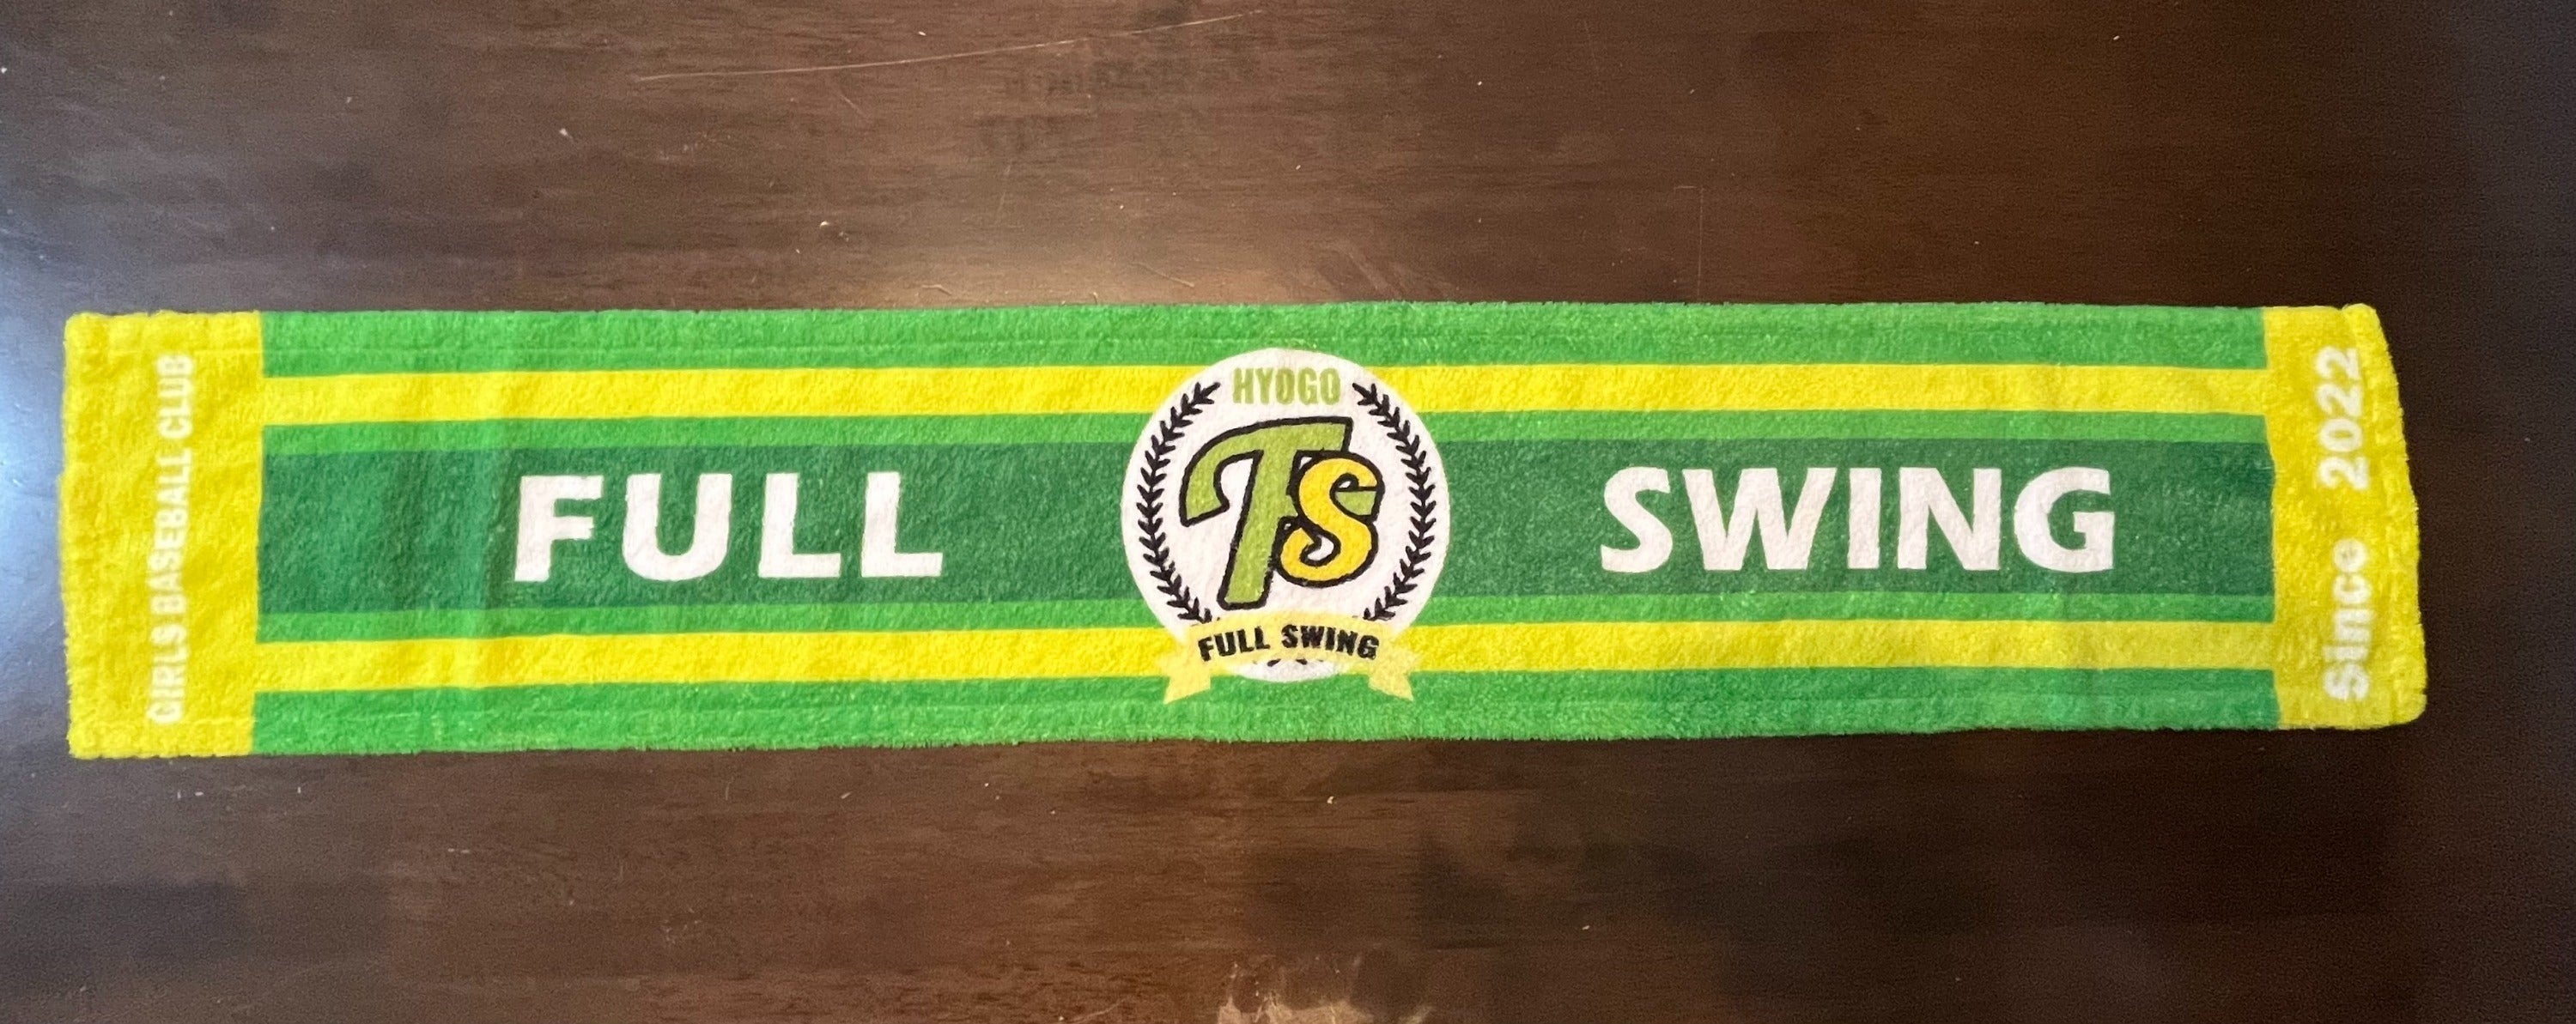 GIRLS BASEBALL CLUB
FULL
HYOGO
FS
FULL SWING
SWING
Since 2022